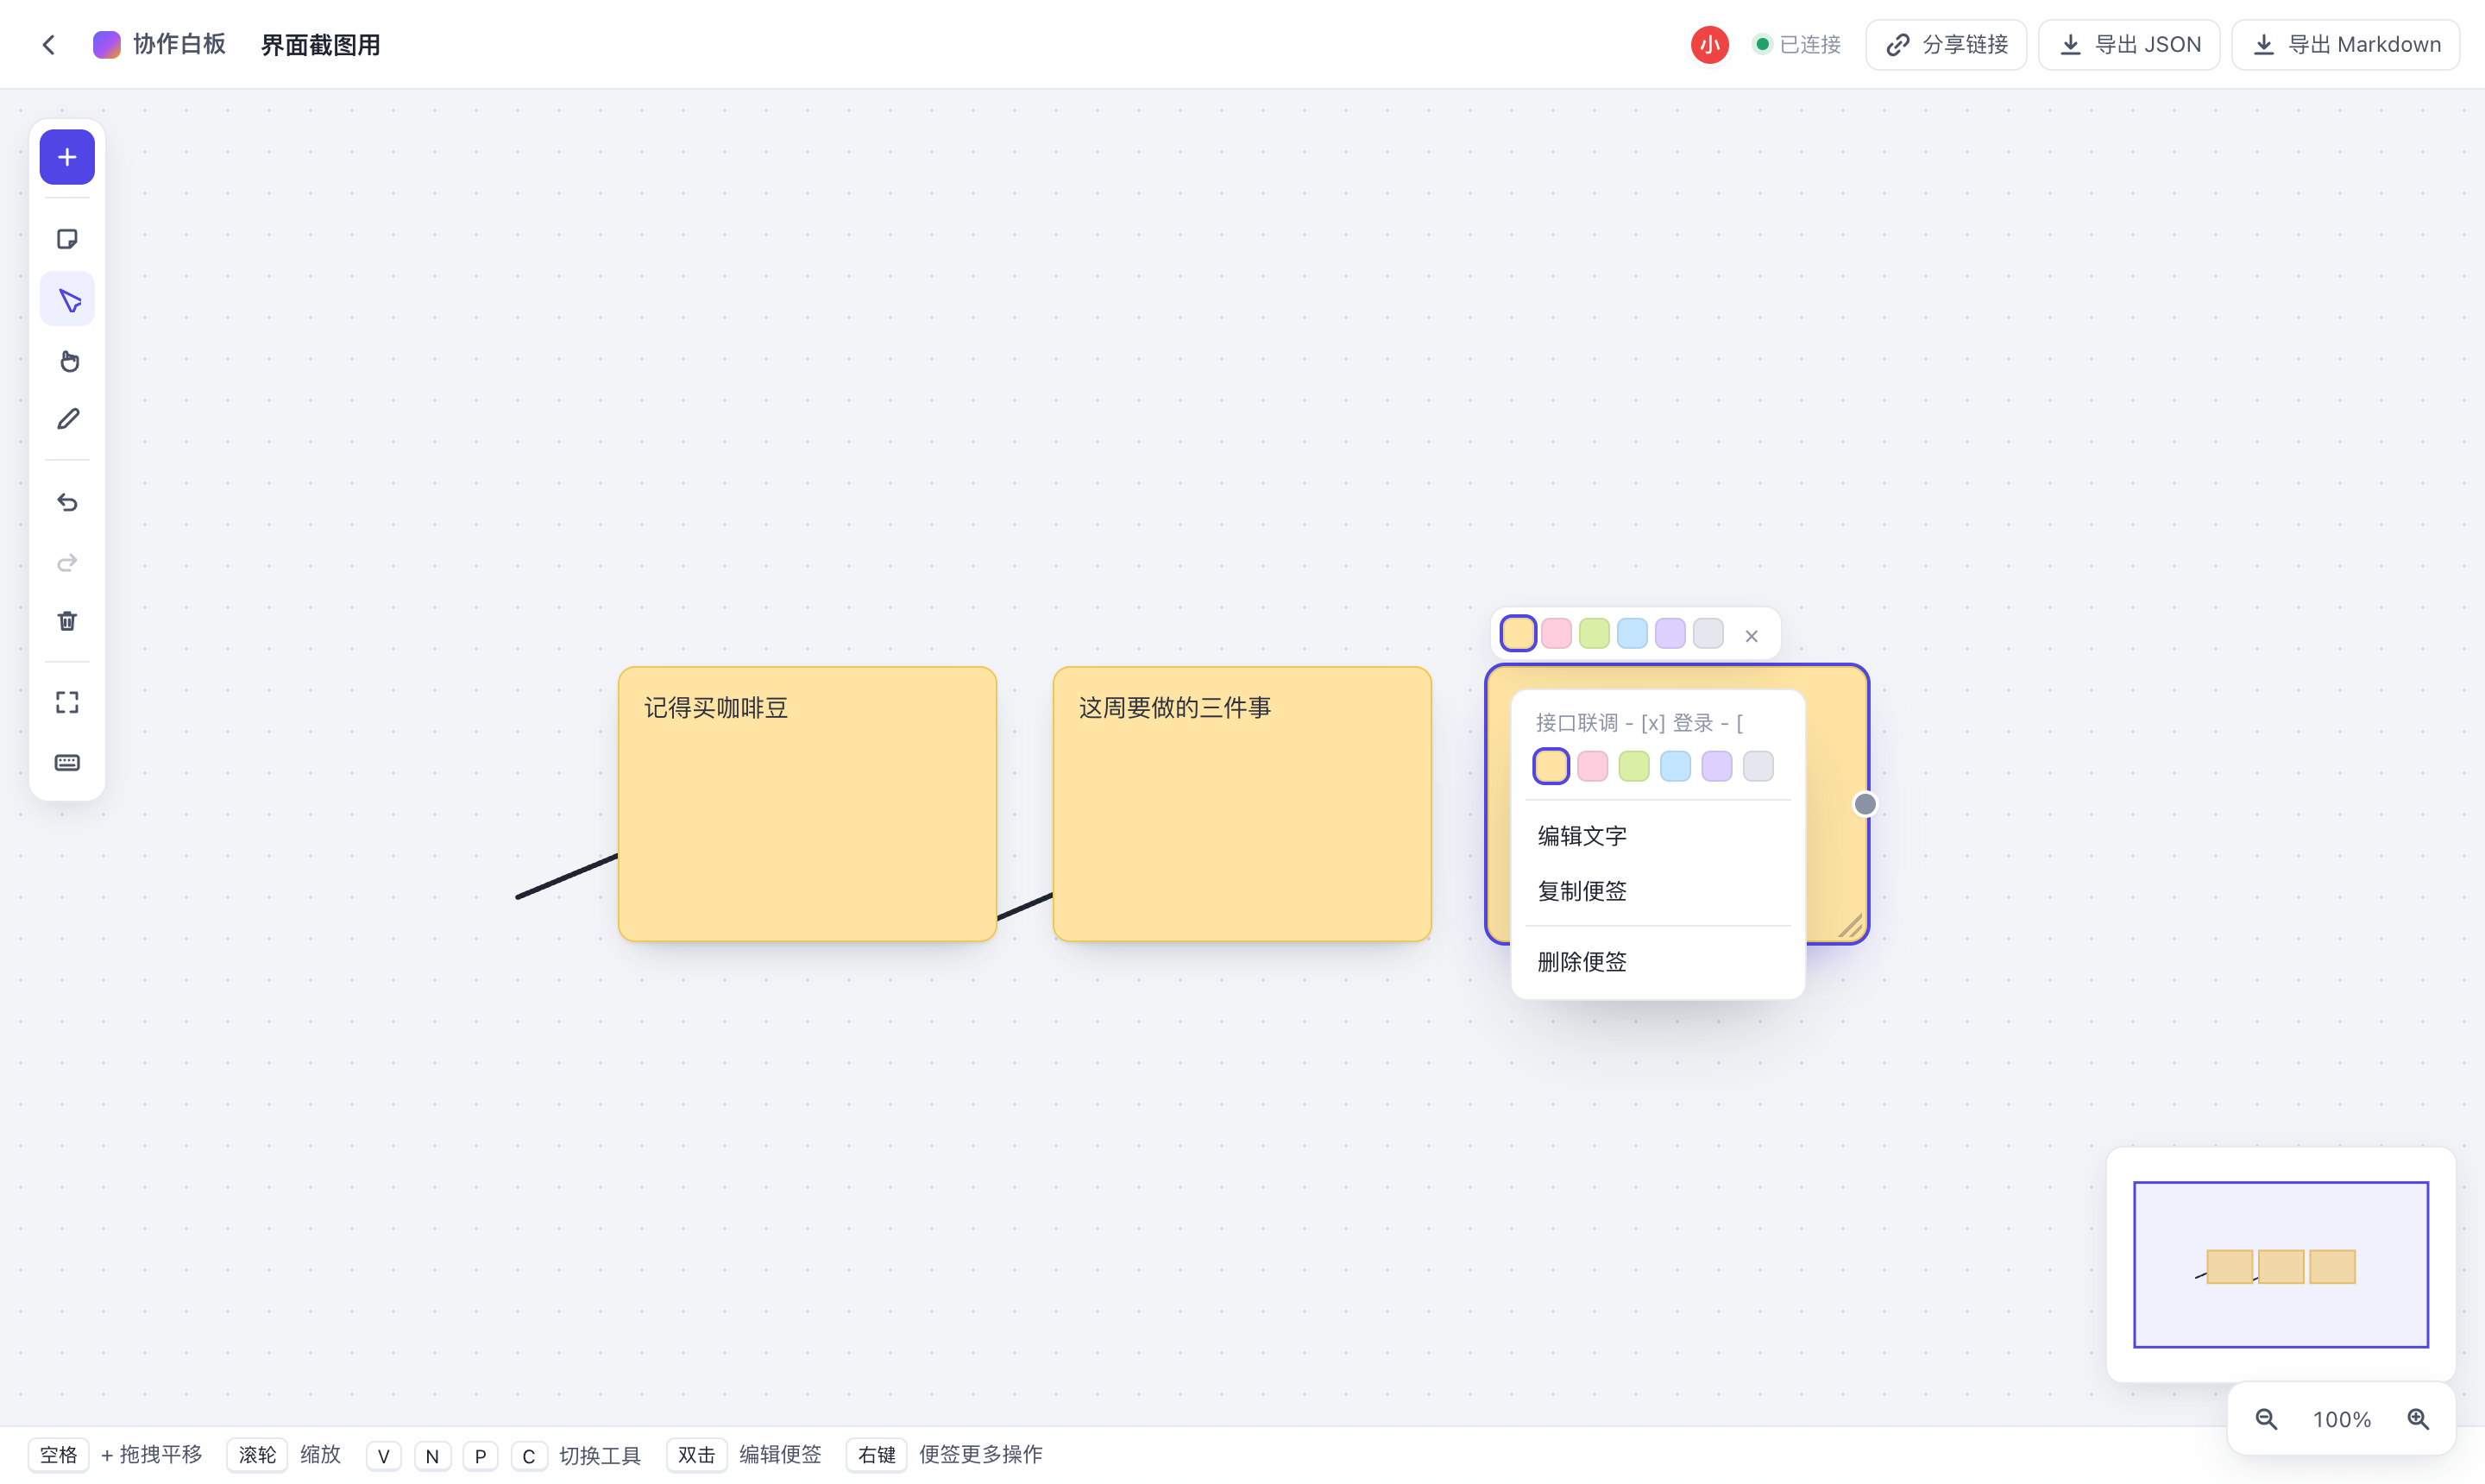 协作白板 界面截图用 小 已连接 分享链接 导出 JSON 导出 Markdown
记得买咖啡豆
这周要做的三件事
接口联调 - [x] 登录 - [
编辑文字
复制便签
删除便签
100%
空格 + 拖拽平移 滚轮 缩放 V N P C 切换工具 双击 编辑便签 右键 便签更多操作